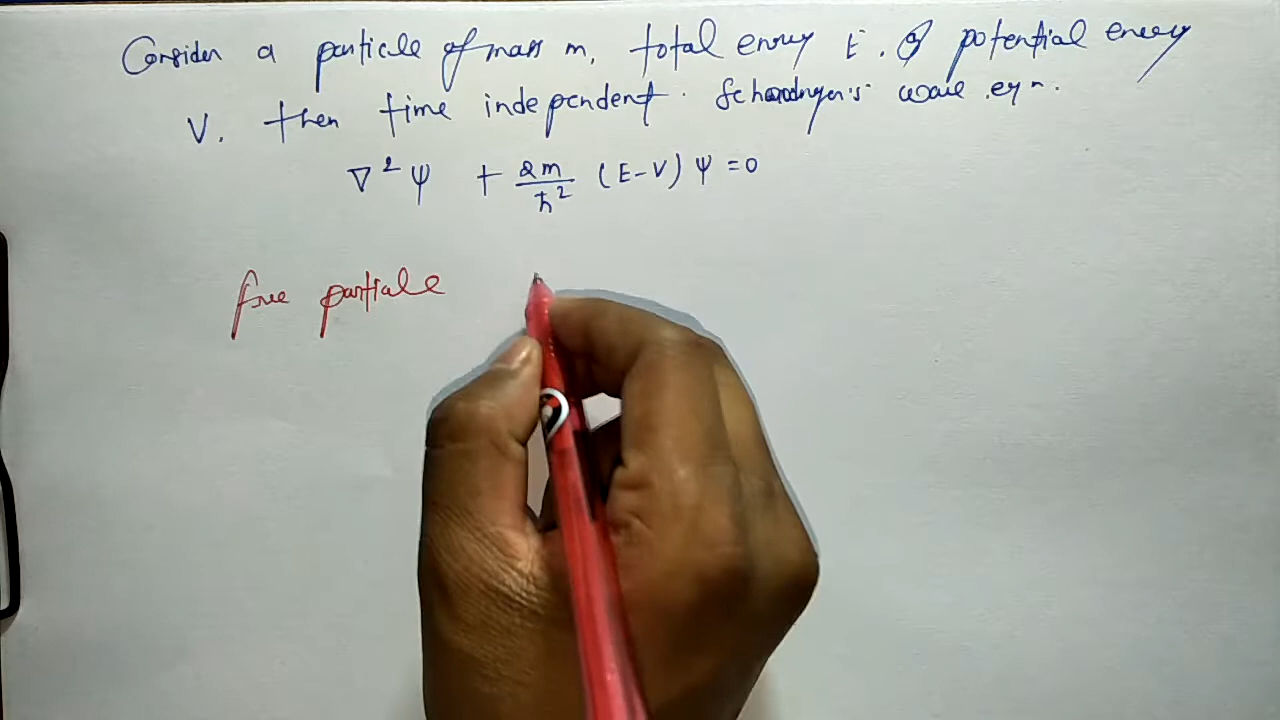 Consider a particle of mass m, total energy E. & potential energy
V. then time independent. Schrodinger's wave eqn.
∇²ψ + 2m/ħ² (E-V) ψ = 0
free particle